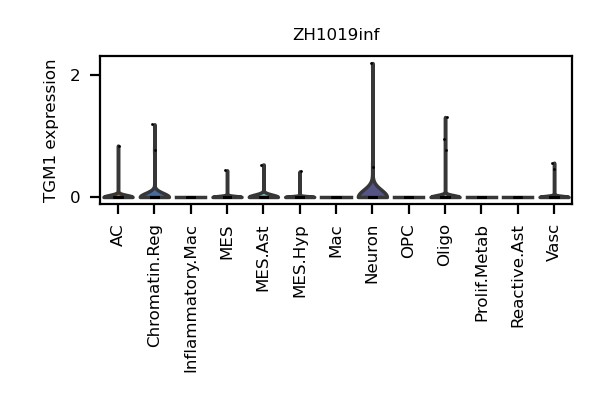 ZH1019inf
TGM1 expression
2
0
AC
Chromatin.Reg
Inflammatory.Mac
MES
MES.Ast
MES.Hyp
Mac
Neuron
OPC
Oligo
Prolif.Metab
Reactive.Ast
Vasc